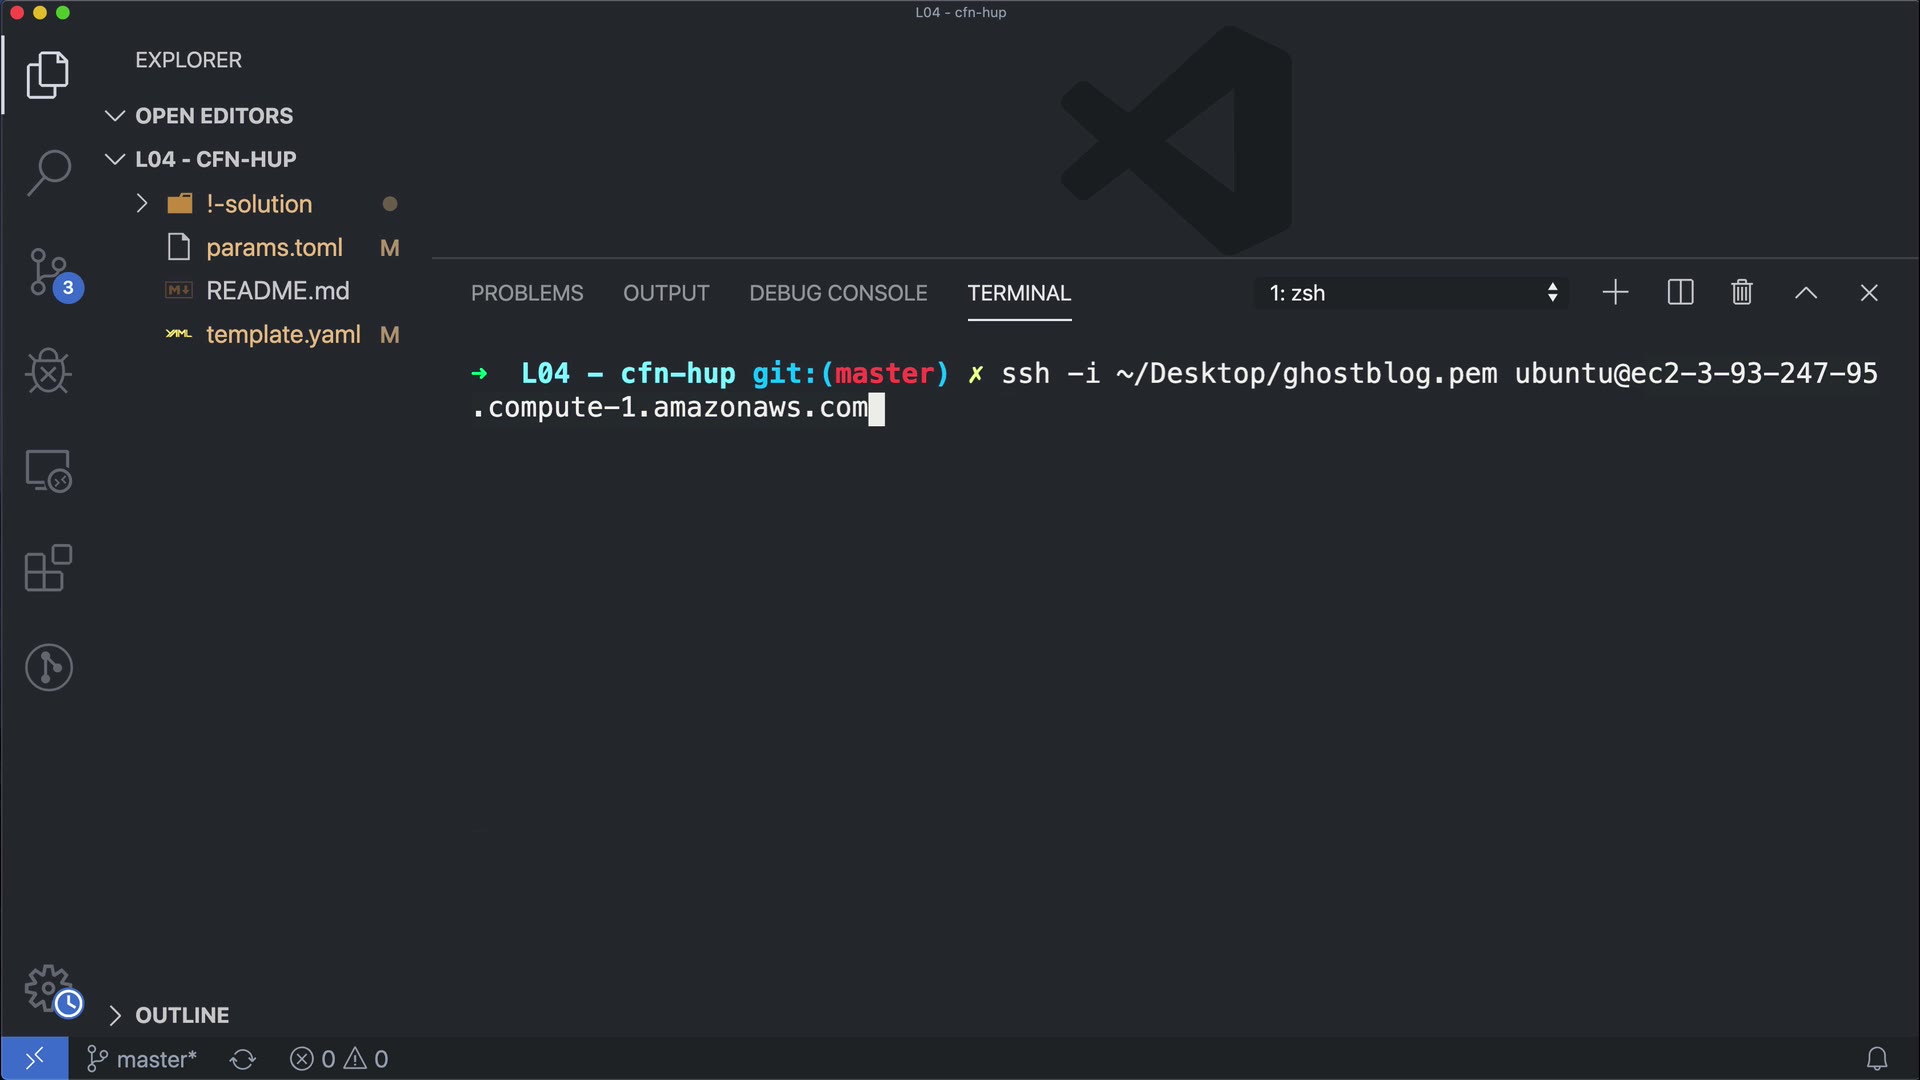 L04 - cfn-hup
EXPLORER
OPEN EDITORS
L04 - CFN-HUP
!-solution
params.toml M
README.md
template.yaml M
3
PROBLEMS OUTPUT DEBUG CONSOLE TERMINAL 1: zsh
➜ L04 - cfn-hup git:(master) ✗ ssh -i ~/Desktop/ghostblog.pem ubuntu@ec2-3-93-247-95
.compute-1.amazonaws.com
OUTLINE
master* 0 0